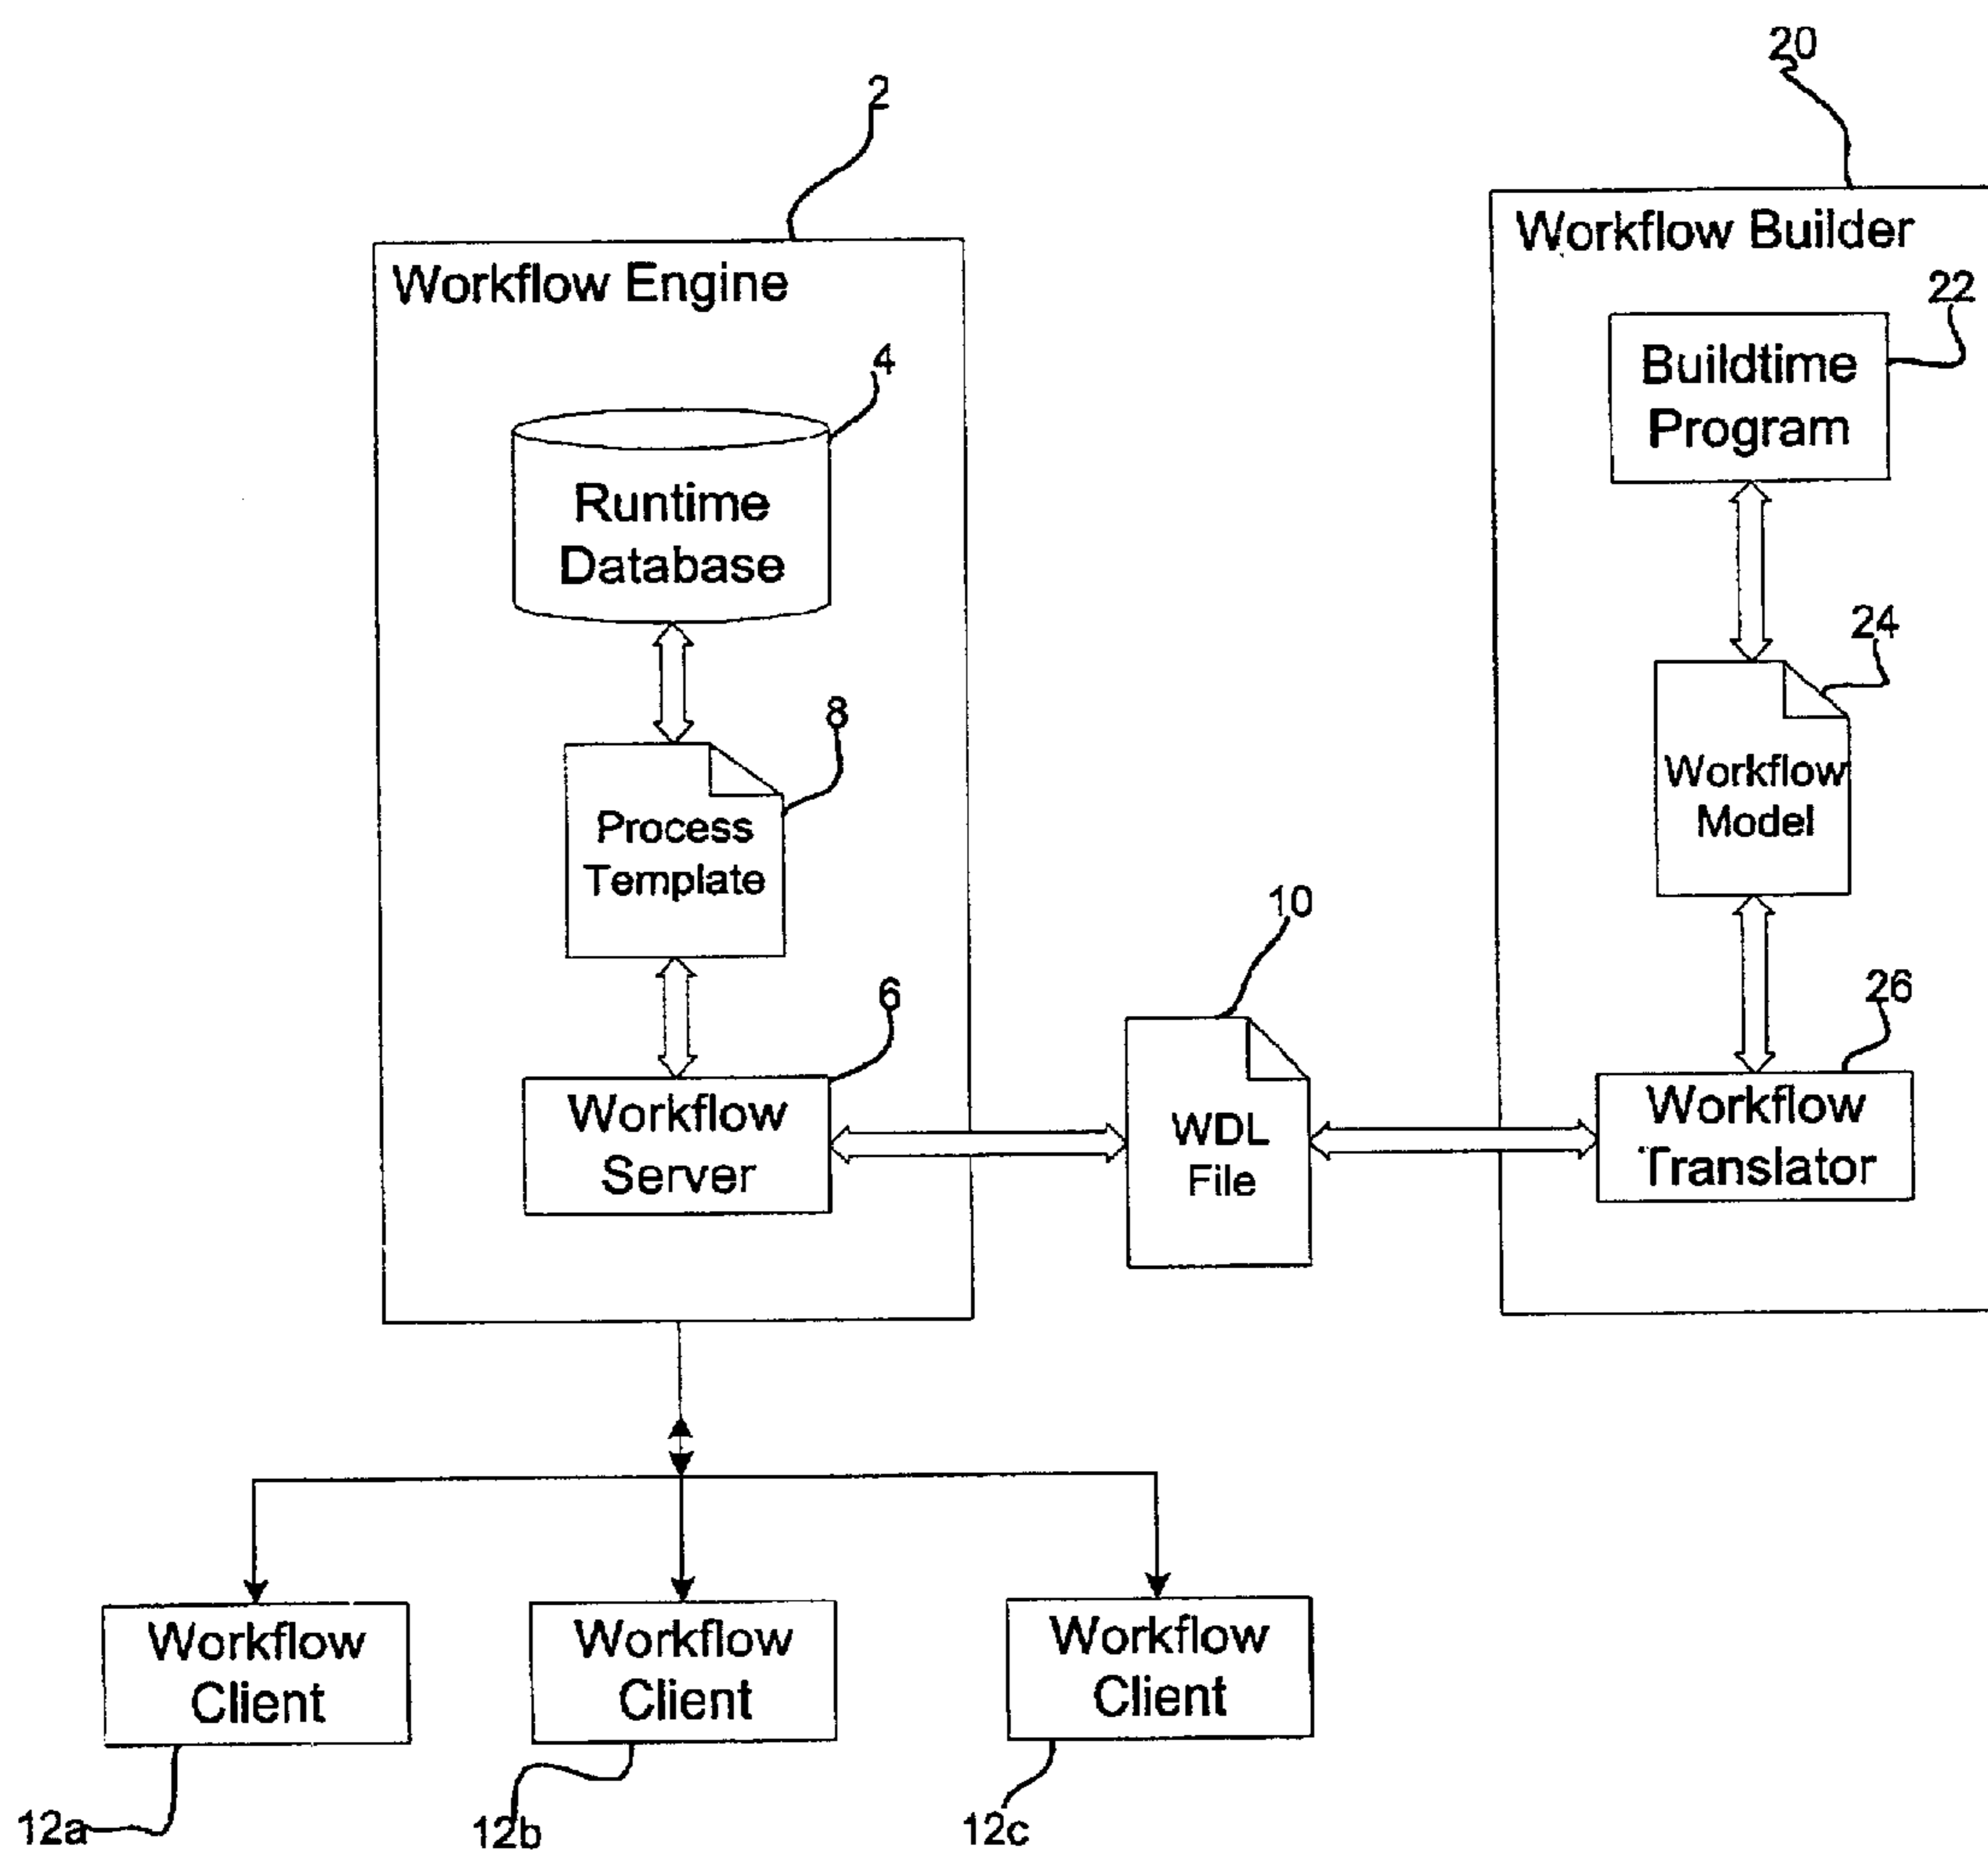 20
2
Workflow Builder
Workflow Engine
22
Buildtime
Program
4
Runtime
Database
24
8
Workflow
Model
Process
Template
10
6
26
Workflow
Server
WDL
File
Workflow
Translator
Workflow
Client
Workflow
Client
Workflow
Client
12a
12b
12c